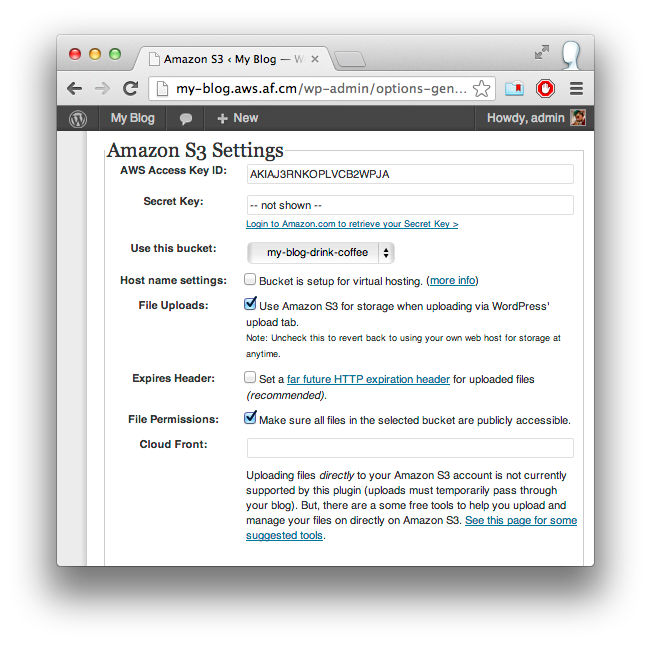 Amazon S3 ‹ My Blog — W
my-blog.aws.af.cm/wp-admin/options-gen...
My Blog
New
Howdy, admin
Amazon S3 Settings
AWS Access Key ID:
AKIAJ3RNKOPLVCB2WPJA
Secret Key:
-- not shown --
Login to Amazon.com to retrieve your Secret Key >
Use this bucket:
my-blog-drink-coffee
Host name settings:
Bucket is setup for virtual hosting. (more info)
File Uploads:
Use Amazon S3 for storage when uploading via WordPress'
upload tab.
Note: Uncheck this to revert back to using your own web host for storage at
anytime.
Expires Header:
Set a far future HTTP expiration header for uploaded files
(recommended).
File Permissions:
Make sure all files in the selected bucket are publicly accessible.
Cloud Front:
Uploading files directly to your Amazon S3 account is not currently
supported by this plugin (uploads must temporarily pass through
your blog). But, there are a some free tools to help you upload and
manage your files on directly on Amazon S3. See this page for some
suggested tools.